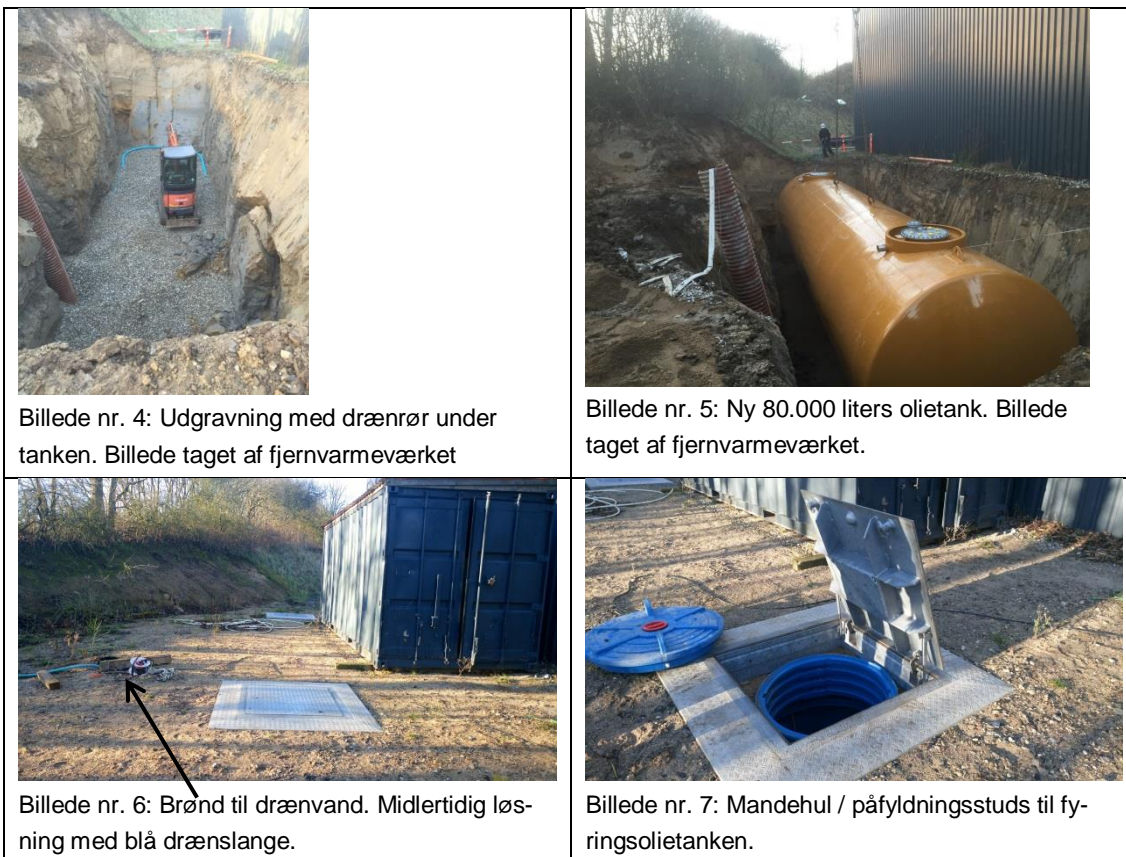 Billede nr. 4: Udgravning med drænrør under
tanken. Billede taget af fjernvarmeværket
Billede nr. 5: Ny 80.000 liters olietank. Billede
taget af fjernvarmeværket.
Billede nr. 6: Brønd til drænvand. Midlertidig løs-
ning med blå drænslange.
Billede nr. 7: Mandehul / påfyldningsstuds til fy-
ringsolietanken.